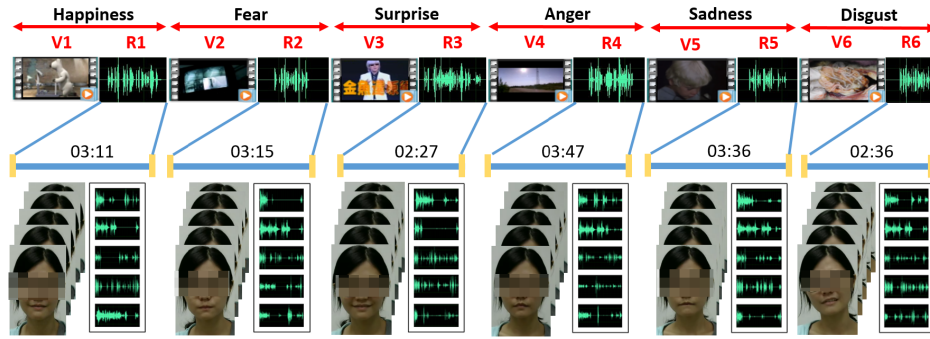 Happiness Fear Surprise Anger Sadness Disgust
V1 R1 V2 R2 V3 R3 V4 R4 V5 R5 V6 R6
03:11 03:15 02:27 03:47 03:36 02:36